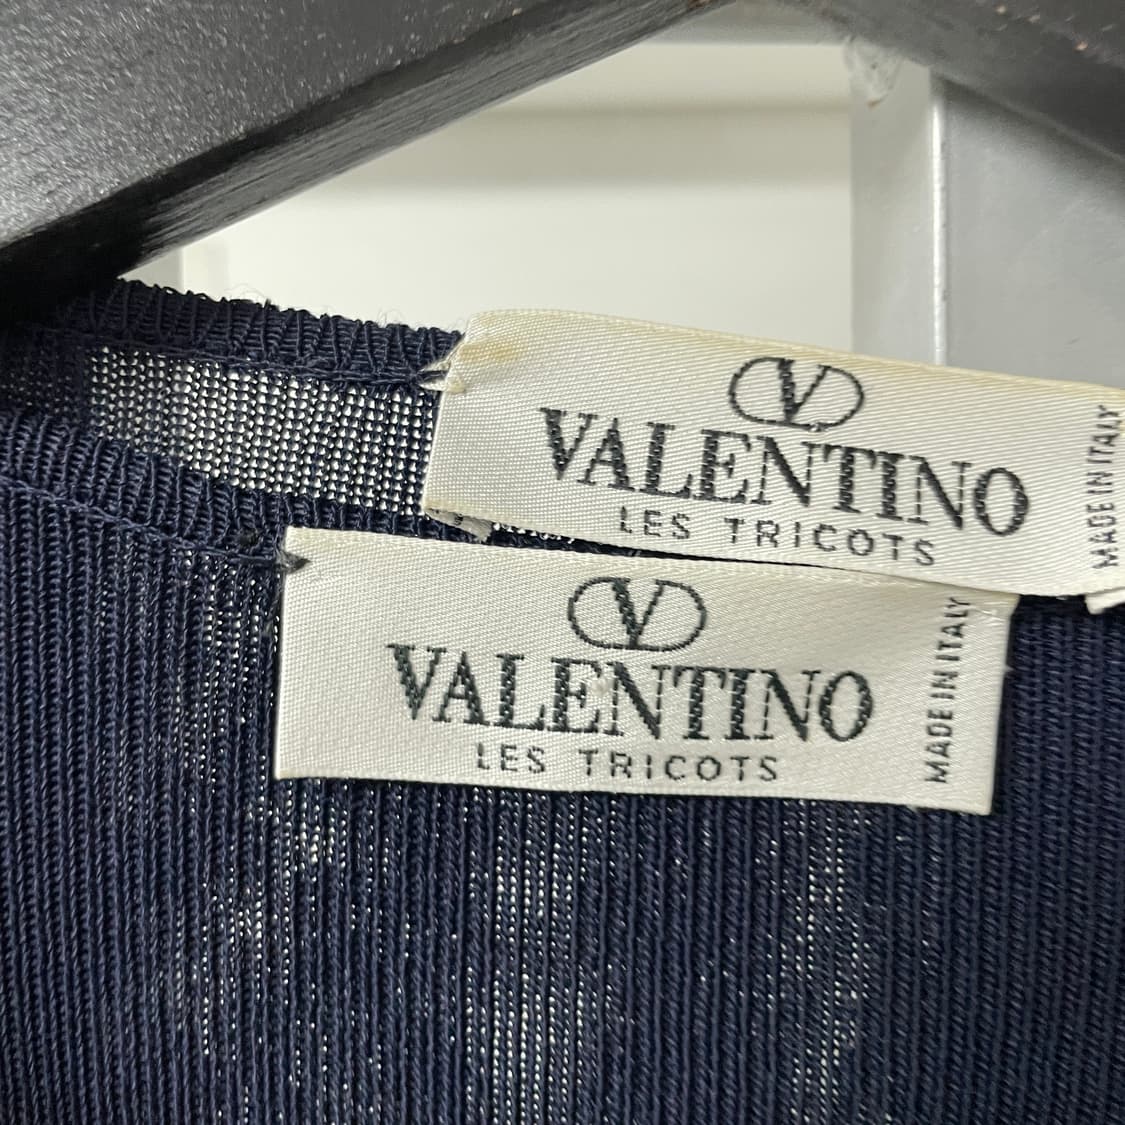 V
VALENTINO
LES TRICOTS
MADE IN ITALY
V
VALENTINO
LES TRICOTS
MADE IN ITALY